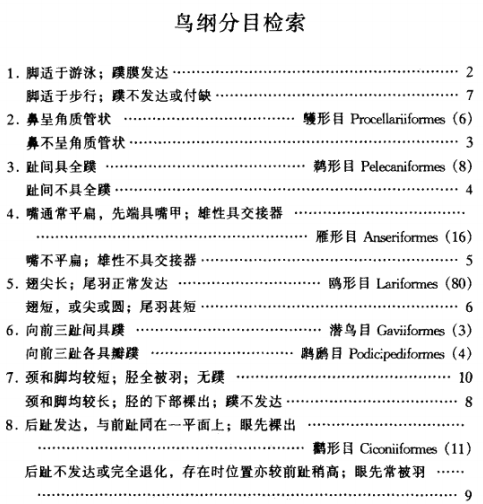 鸟纲分目检索
1. 脚适于游泳；蹼膜发达 …… 2
脚适于步行；蹼不发达或付缺 …… 7
2. 鼻呈角质管状 …… 鹱形目 Procellariiformes（6）
鼻不呈角质管状 …… 3
3. 趾间具全蹼 …… 鹈形目 Pelecaniformes（8）
趾间不具全蹼 …… 4
4. 嘴通常平扁，先端具嘴甲；雄性具交接器 ……
…… 雁形目 Anseriformes（16）
嘴不平扁；雄性不具交接器 …… 5
5. 翅尖长；尾羽正常发达 …… 鸥形目 Lariformes（80）
翅短，或尖或圆；尾羽甚短 …… 6
6. 向前三趾间具蹼 …… 潜鸟目 Gaviiformes（3）
向前三趾各具瓣蹼 …… 䴙䴘目 Podicipediformes（4）
7. 颈和脚均较短；胫全被羽；无蹼 …… 10
颈和脚均较长；胫的下部裸出；蹼不发达 …… 8
8. 后趾发达，与前趾同在一平面上；眼先裸出 ……
…… 鹳形目 Ciconiiformes（11）
后趾不发达或完全退化，存在时位置亦较前趾稍高；眼先常被羽 ……
…… 9